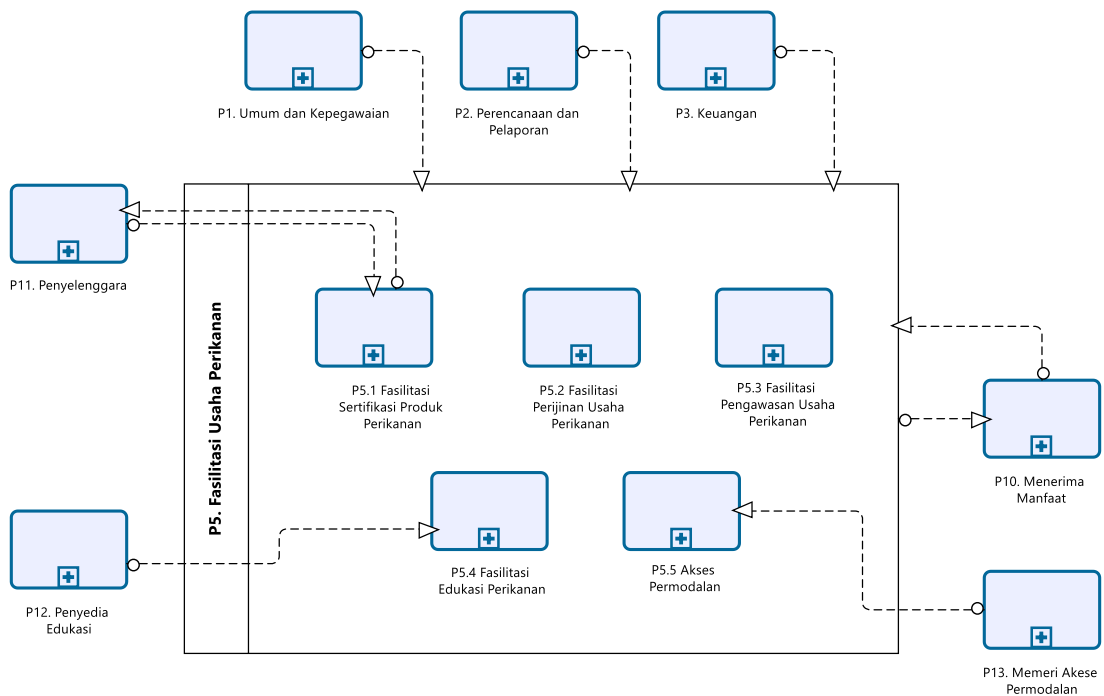 P1. Umum dan Kepegawaian
P2. Perencanaan dan
Pelaporan
P3. Keuangan
P11. Penyelenggara
P5. Fasilitasi Usaha Perikanan
P5.1 Fasilitasi
Sertifikasi Produk
Perikanan
P5.2 Fasilitasi
Perijinan Usaha
Perikanan
P5.3 Fasilitasi
Pengawasan Usaha
Perikanan
P10. Menerima
Manfaat
P5.4 Fasilitasi
Edukasi Perikanan
P5.5 Akses
Permodalan
P12. Penyedia
Edukasi
P13. Memeri Akese
Permodalan